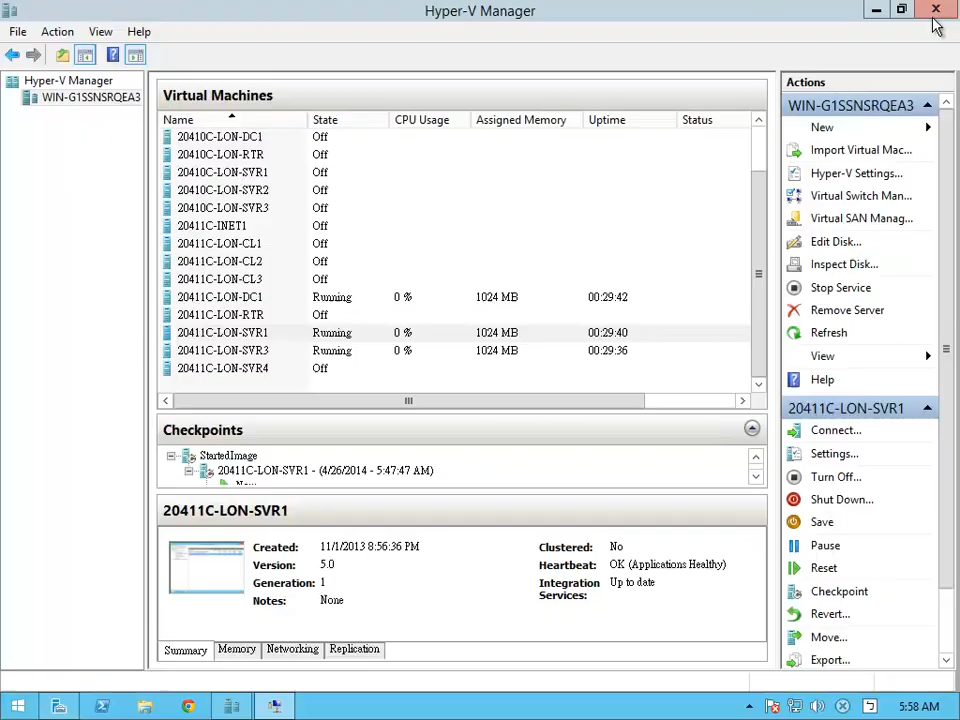 Hyper-V Manager
File Action View Help
Hyper-V Manager
WIN-G1SSNSRQEA3
Virtual Machines
Name State CPU Usage Assigned Memory Uptime Status
20410C-LON-DC1 Off
20410C-LON-RTR Off
20410C-LON-SVR1 Off
20410C-LON-SVR2 Off
20410C-LON-SVR3 Off
20411C-INET1 Off
20411C-LON-CL1 Off
20411C-LON-CL2 Off
20411C-LON-CL3 Off
20411C-LON-DC1 Running 0 % 1024 MB 00:29:42
20411C-LON-RTR Off
20411C-LON-SVR1 Running 0 % 1024 MB 00:29:40
20411C-LON-SVR3 Running 0 % 1024 MB 00:29:36
20411C-LON-SVR4 Off
Checkpoints
StartedImage
20411C-LON-SVR1 - (4/26/2014 - 5:47:47 AM)
20411C-LON-SVR1
Created: 11/1/2013 8:56:36 PM Clustered: No
Version: 5.0 Heartbeat: OK (Applications Healthy)
Generation: 1 Integration Services: Up to date
Notes: None
Summary Memory Networking Replication
Actions
WIN-G1SSNSRQEA3
New
Import Virtual Mac...
Hyper-V Settings...
Virtual Switch Man...
Virtual SAN Manag...
Edit Disk...
Inspect Disk...
Stop Service
Remove Server
Refresh
View
Help
20411C-LON-SVR1
Connect...
Settings...
Turn Off...
Shut Down...
Save
Pause
Reset
Checkpoint
Revert...
Move...
Export...
5:58 AM